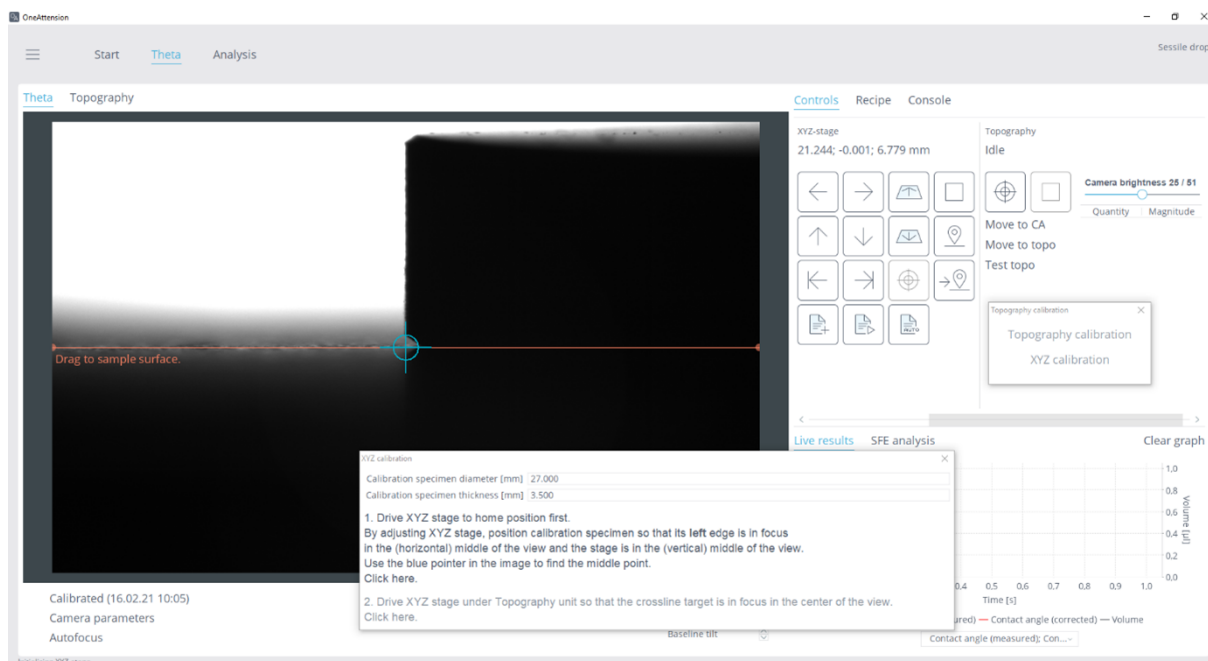 OneAttension
Start Theta Analysis
Sessile drop
Theta Topography
Drag to sample surface.
Controls Recipe Console
XYZ-stage
21.244; -0.001; 6.779 mm
Topography
Idle
Camera brightness 25 / 51
Quantity Magnitude
Move to CA
Move to topo
Test topo
AUTO
Topography calibration
Topography calibration
XYZ calibration
Live results SFE analysis Clear graph
XYZ calibration
Calibration specimen diameter [mm] 27.000
Calibration specimen thickness [mm] 3.500
1. Drive XYZ stage to home position first.
By adjusting XYZ stage, position calibration specimen so that its left edge is in focus
in the (horizontal) middle of the view and the stage is in the (vertical) middle of the view.
Use the blue pointer in the image to find the middle point.
Click here.
2. Drive XYZ stage under Topography unit so that the crossline target is in focus in the center of the view.
Click here.
1,0
0,8
0,6
0,4
0,2
0,0
Volume [µl]
0,4 0,5 0,6 0,7 0,8 0,9 1,0
Time [s]
Contact angle (corrected) Volume
Contact angle (measured); Con...
Calibrated (16.02.21 10:05)
Camera parameters
Autofocus
Baseline tilt